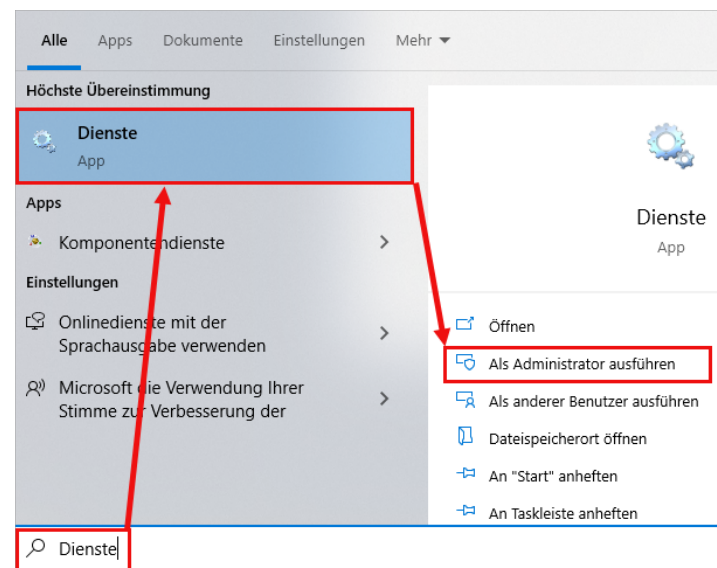 Alle Apps Dokumente Einstellungen Mehr
Höchste Übereinstimmung
Dienste
App
Apps
Komponentendienste
Einstellungen
Onlinedienste mit der
Sprachausgabe verwenden
Microsoft die Verwendung Ihrer
Stimme zur Verbesserung der
Dienste
App
Öffnen
Als Administrator ausführen
Als anderer Benutzer ausführen
Dateispeicherort öffnen
An "Start" anheften
An Taskleiste anheften
Dienste